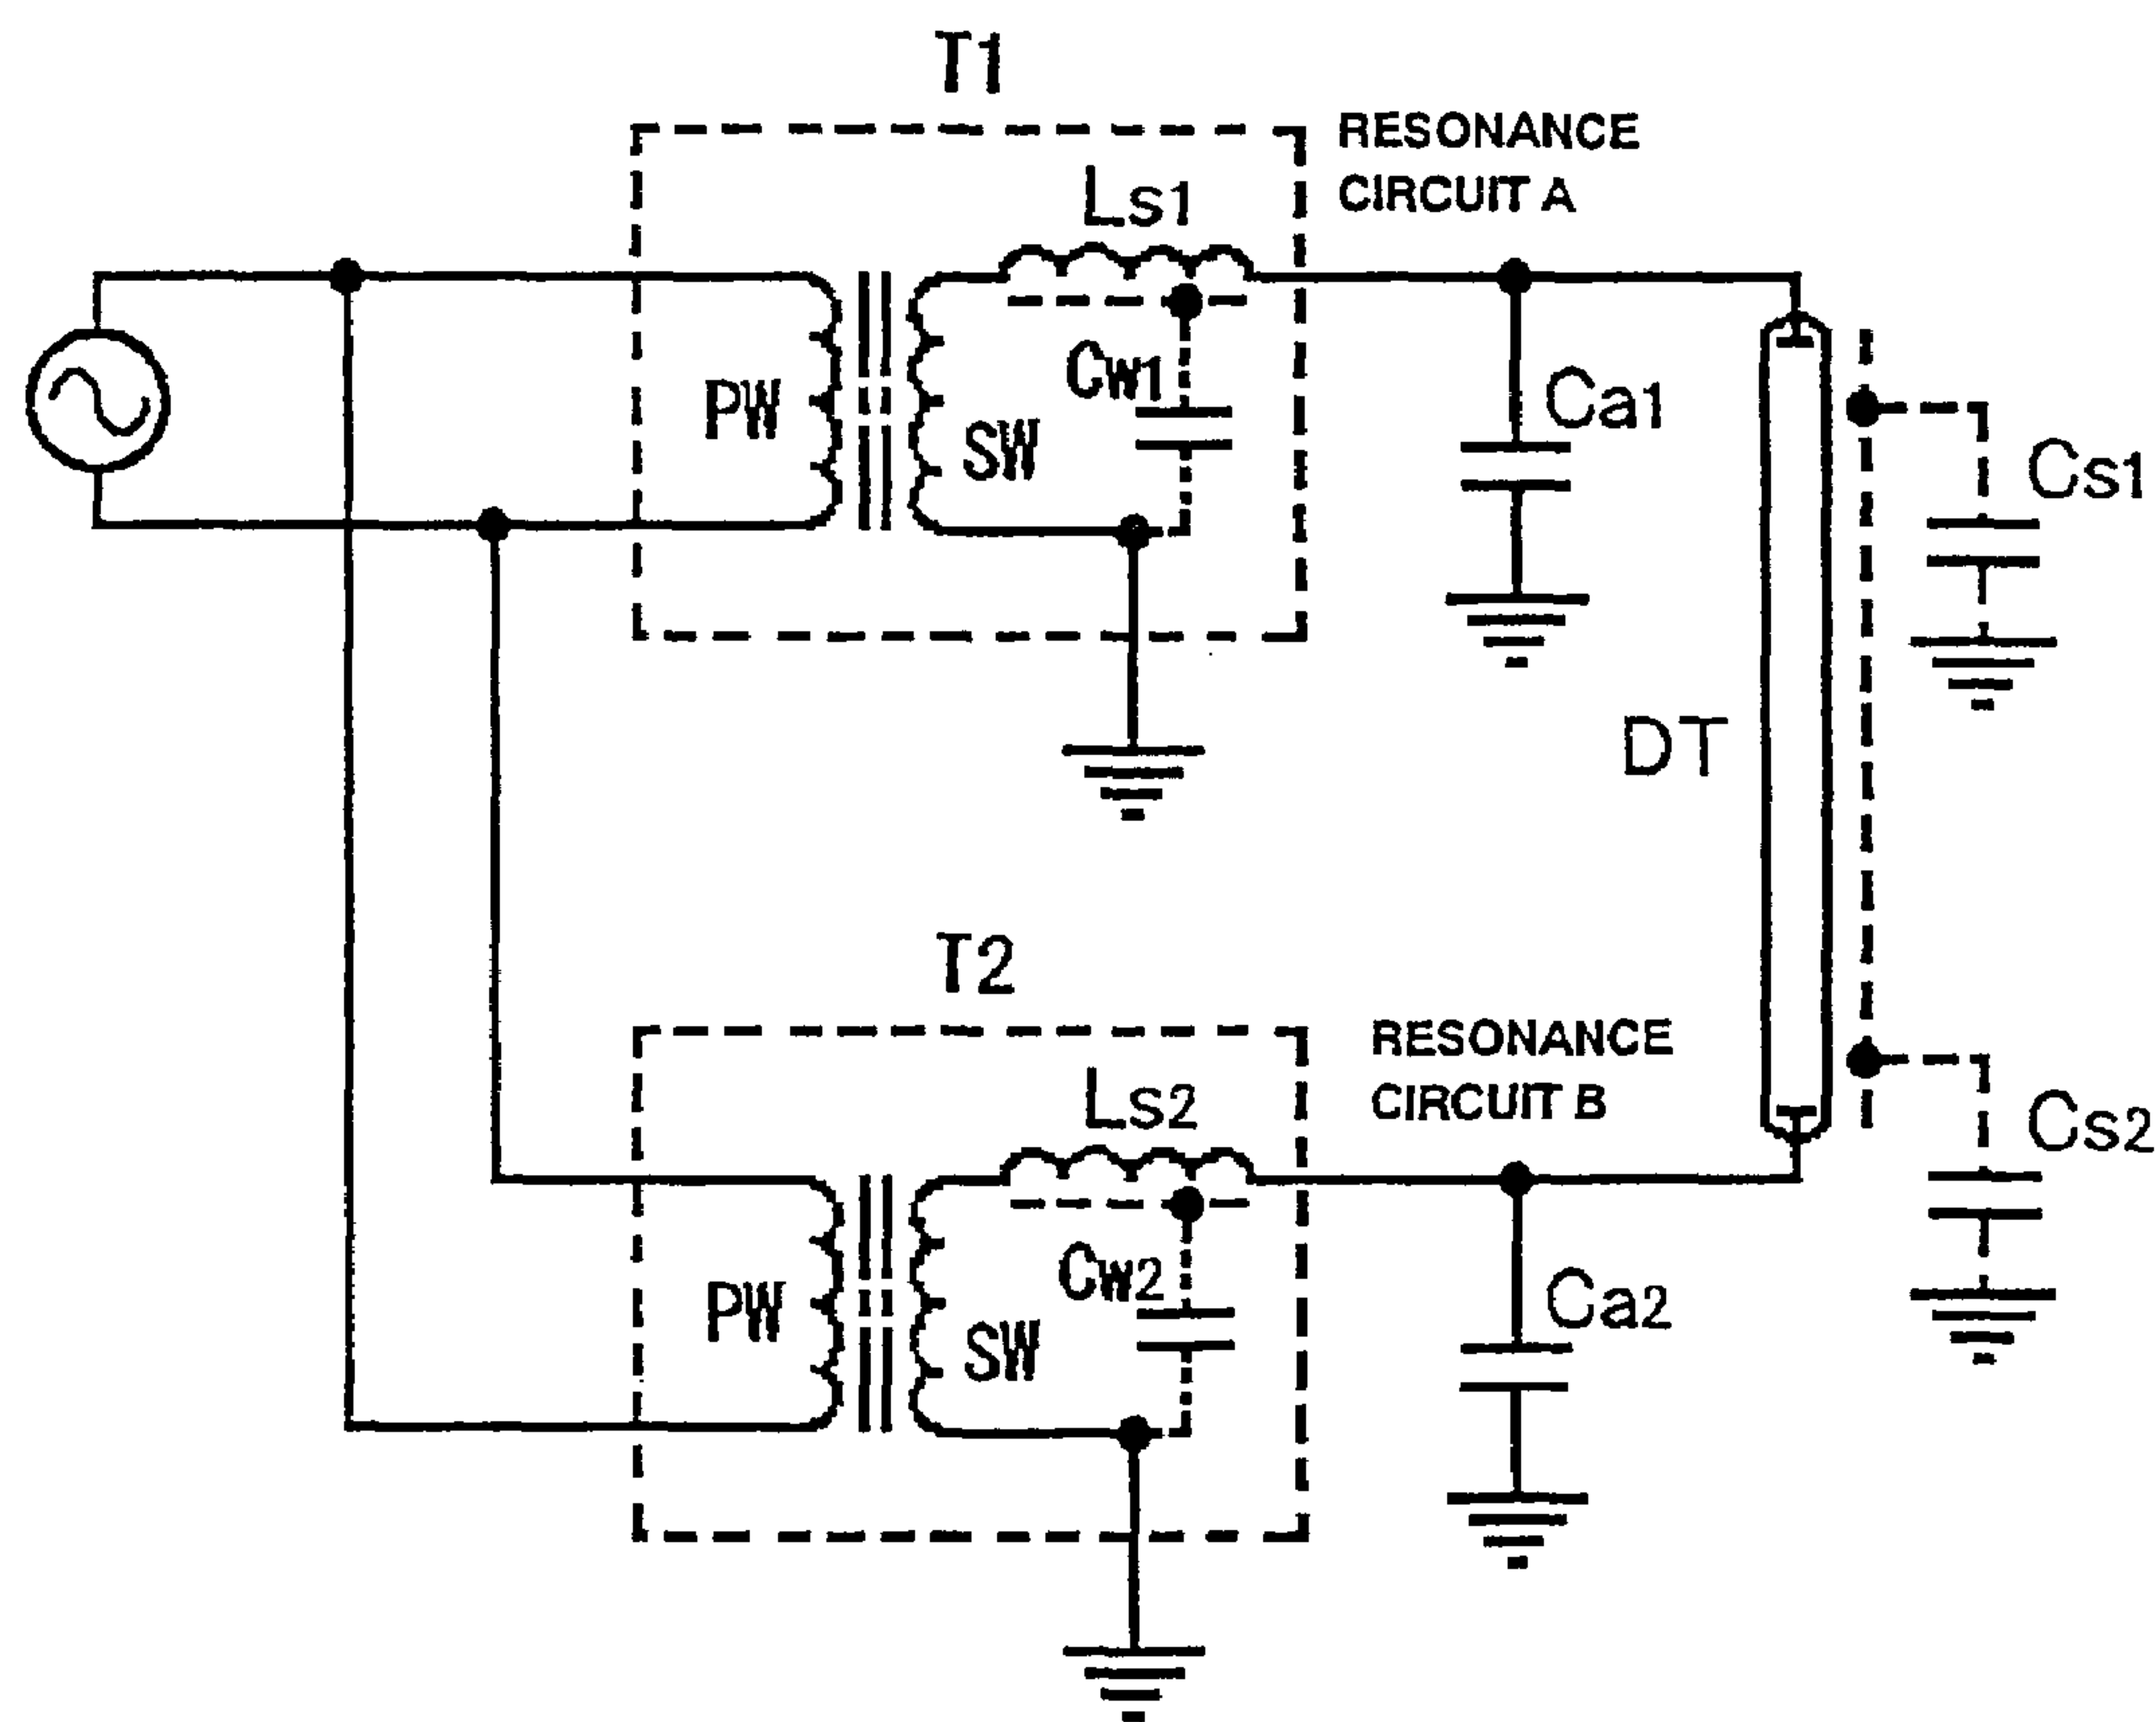 T1
RESONANCE
CIRCUIT A
Ls1
Cw1
PW
SW
Ca1
Cs1
DT
T2
RESONANCE
CIRCUIT B
Ls2
Cw2
PW
SW
Ca2
Cs2